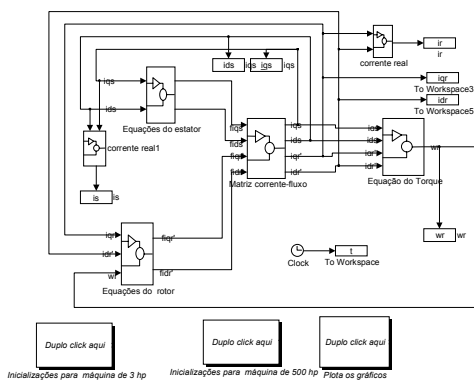 ir
ir
corrente real
iqr
To Workspace3
idr
To Workspace5
ids
iqs
iqs
iqs
iqs
ids
Equações do estator
corrente real1
is
is
fiqs
fids
fiqr'
fidr'
iqs
ids
iqr'
idr'
Matriz corrente-fluxo
iqs
ids
iqr'
idr'
wr
Equação do Torque
wr
wr
iqr'
idr'
wr
fiqr'
fidr'
Equações do rotor
Clock
t
To Workspace
Duplo click aqui
Inicializações para máquina de 3 hp
Duplo click aqui
Inicializações para máquina de 500 hp
Duplo click aqui
Plota os gráficos